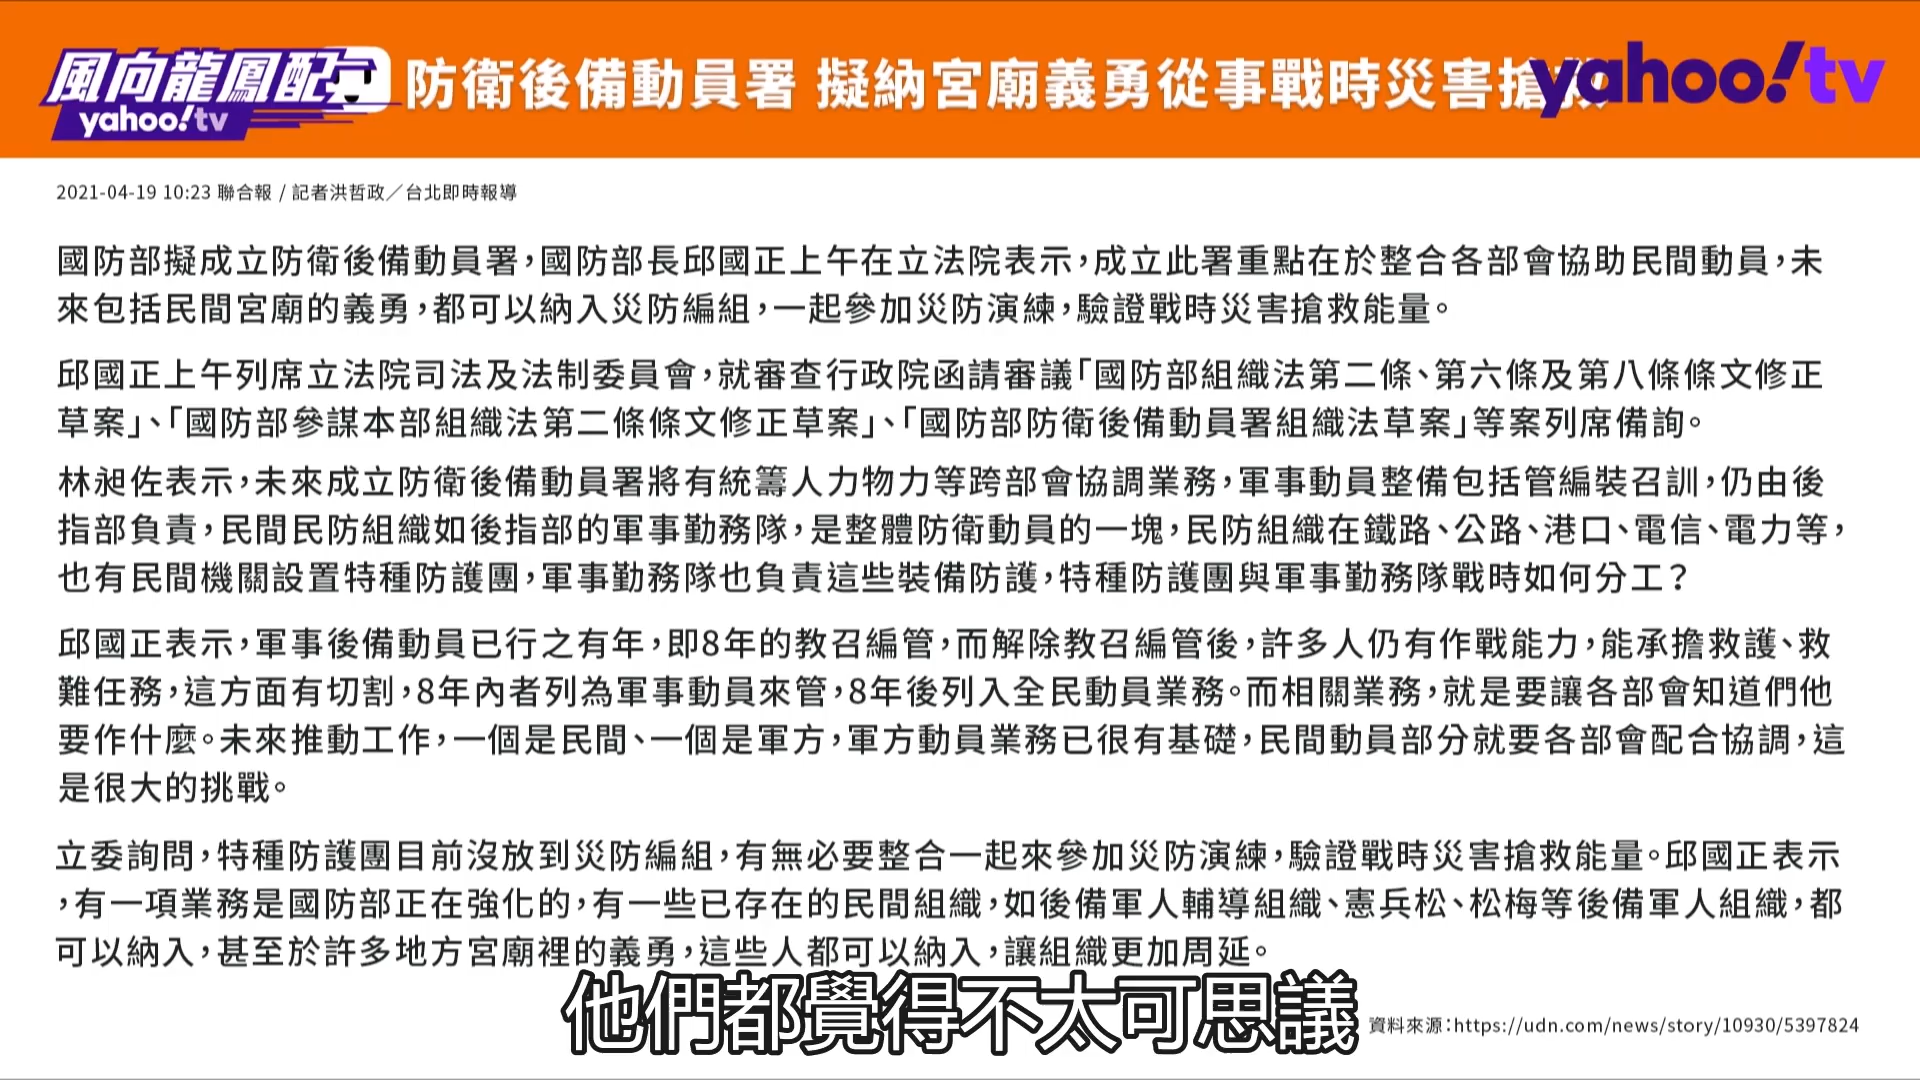 風向龍鳳配
yahoo!tv
防衛後備動員署 擬納宮廟義勇從事戰時災害搶
yahoo!tv
2021-04-19 10:23 聯合報 / 記者洪哲政／台北即時報導
國防部擬成立防衛後備動員署，國防部長邱國正上午在立法院表示，成立此署重點在於整合各部會協助民間動員，未
來包括民間宮廟的義勇，都可以納入災防編組，一起參加災防演練，驗證戰時災害搶救能量。
邱國正上午列席立法院司法及法制委員會，就審查行政院函請審議「國防部組織法第二條、第六條及第八條條文修正
草案」、「國防部參謀本部組織法第二條條文修正草案」、「國防部防衛後備動員署組織法草案」等案列席備詢。
林昶佐表示，未來成立防衛後備動員署將有統籌人力物力等跨部會協調業務，軍事動員整備包括管編裝召訓，仍由後
指部負責，民間民防組織如後指部的軍事勤務隊，是整體防衛動員的一塊，民防組織在鐵路、公路、港口、電信、電力等，
也有民間機關設置特種防護團，軍事勤務隊也負責這些裝備防護，特種防護團與軍事勤務隊戰時如何分工？
邱國正表示，軍事後備動員已行之有年，即8年的教召編管，而解除教召編管後，許多人仍有作戰能力，能承擔救護、救
難任務，這方面有切割，8年內者列為軍事動員來管，8年後列入全民動員業務。而相關業務，就是要讓各部會知道們他
要作什麼。未來推動工作，一個是民間、一個是軍方，軍方動員業務已很有基礎，民間動員部分就要各部會配合協調，這
是很大的挑戰。
立委詢問，特種防護團目前沒放到災防編組，有無必要整合一起來參加災防演練，驗證戰時災害搶救能量。邱國正表示
，有一項業務是國防部正在強化的，有一些已存在的民間組織，如後備軍人輔導組織、憲兵松、松梅等後備軍人組織，都
可以納入，甚至於許多地方宮廟裡的義勇，這些人都可以納入，讓組織更加周延。
他們都覺得不太可思議
資料來源：https://udn.com/news/story/10930/5397824